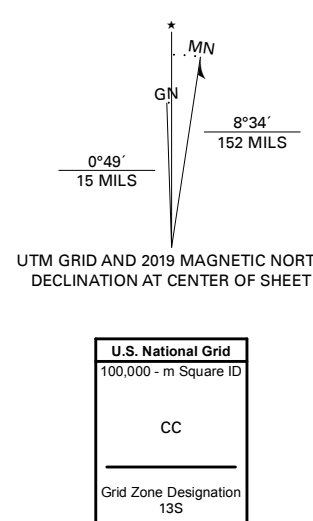 ★
MN
GN
8°34´
152 MILS
0°49´
15 MILS
UTM GRID AND 2019 MAGNETIC NORT
DECLINATION AT CENTER OF SHEET
U.S. National Grid
100,000 - m Square ID
CC
Grid Zone Designation
13S